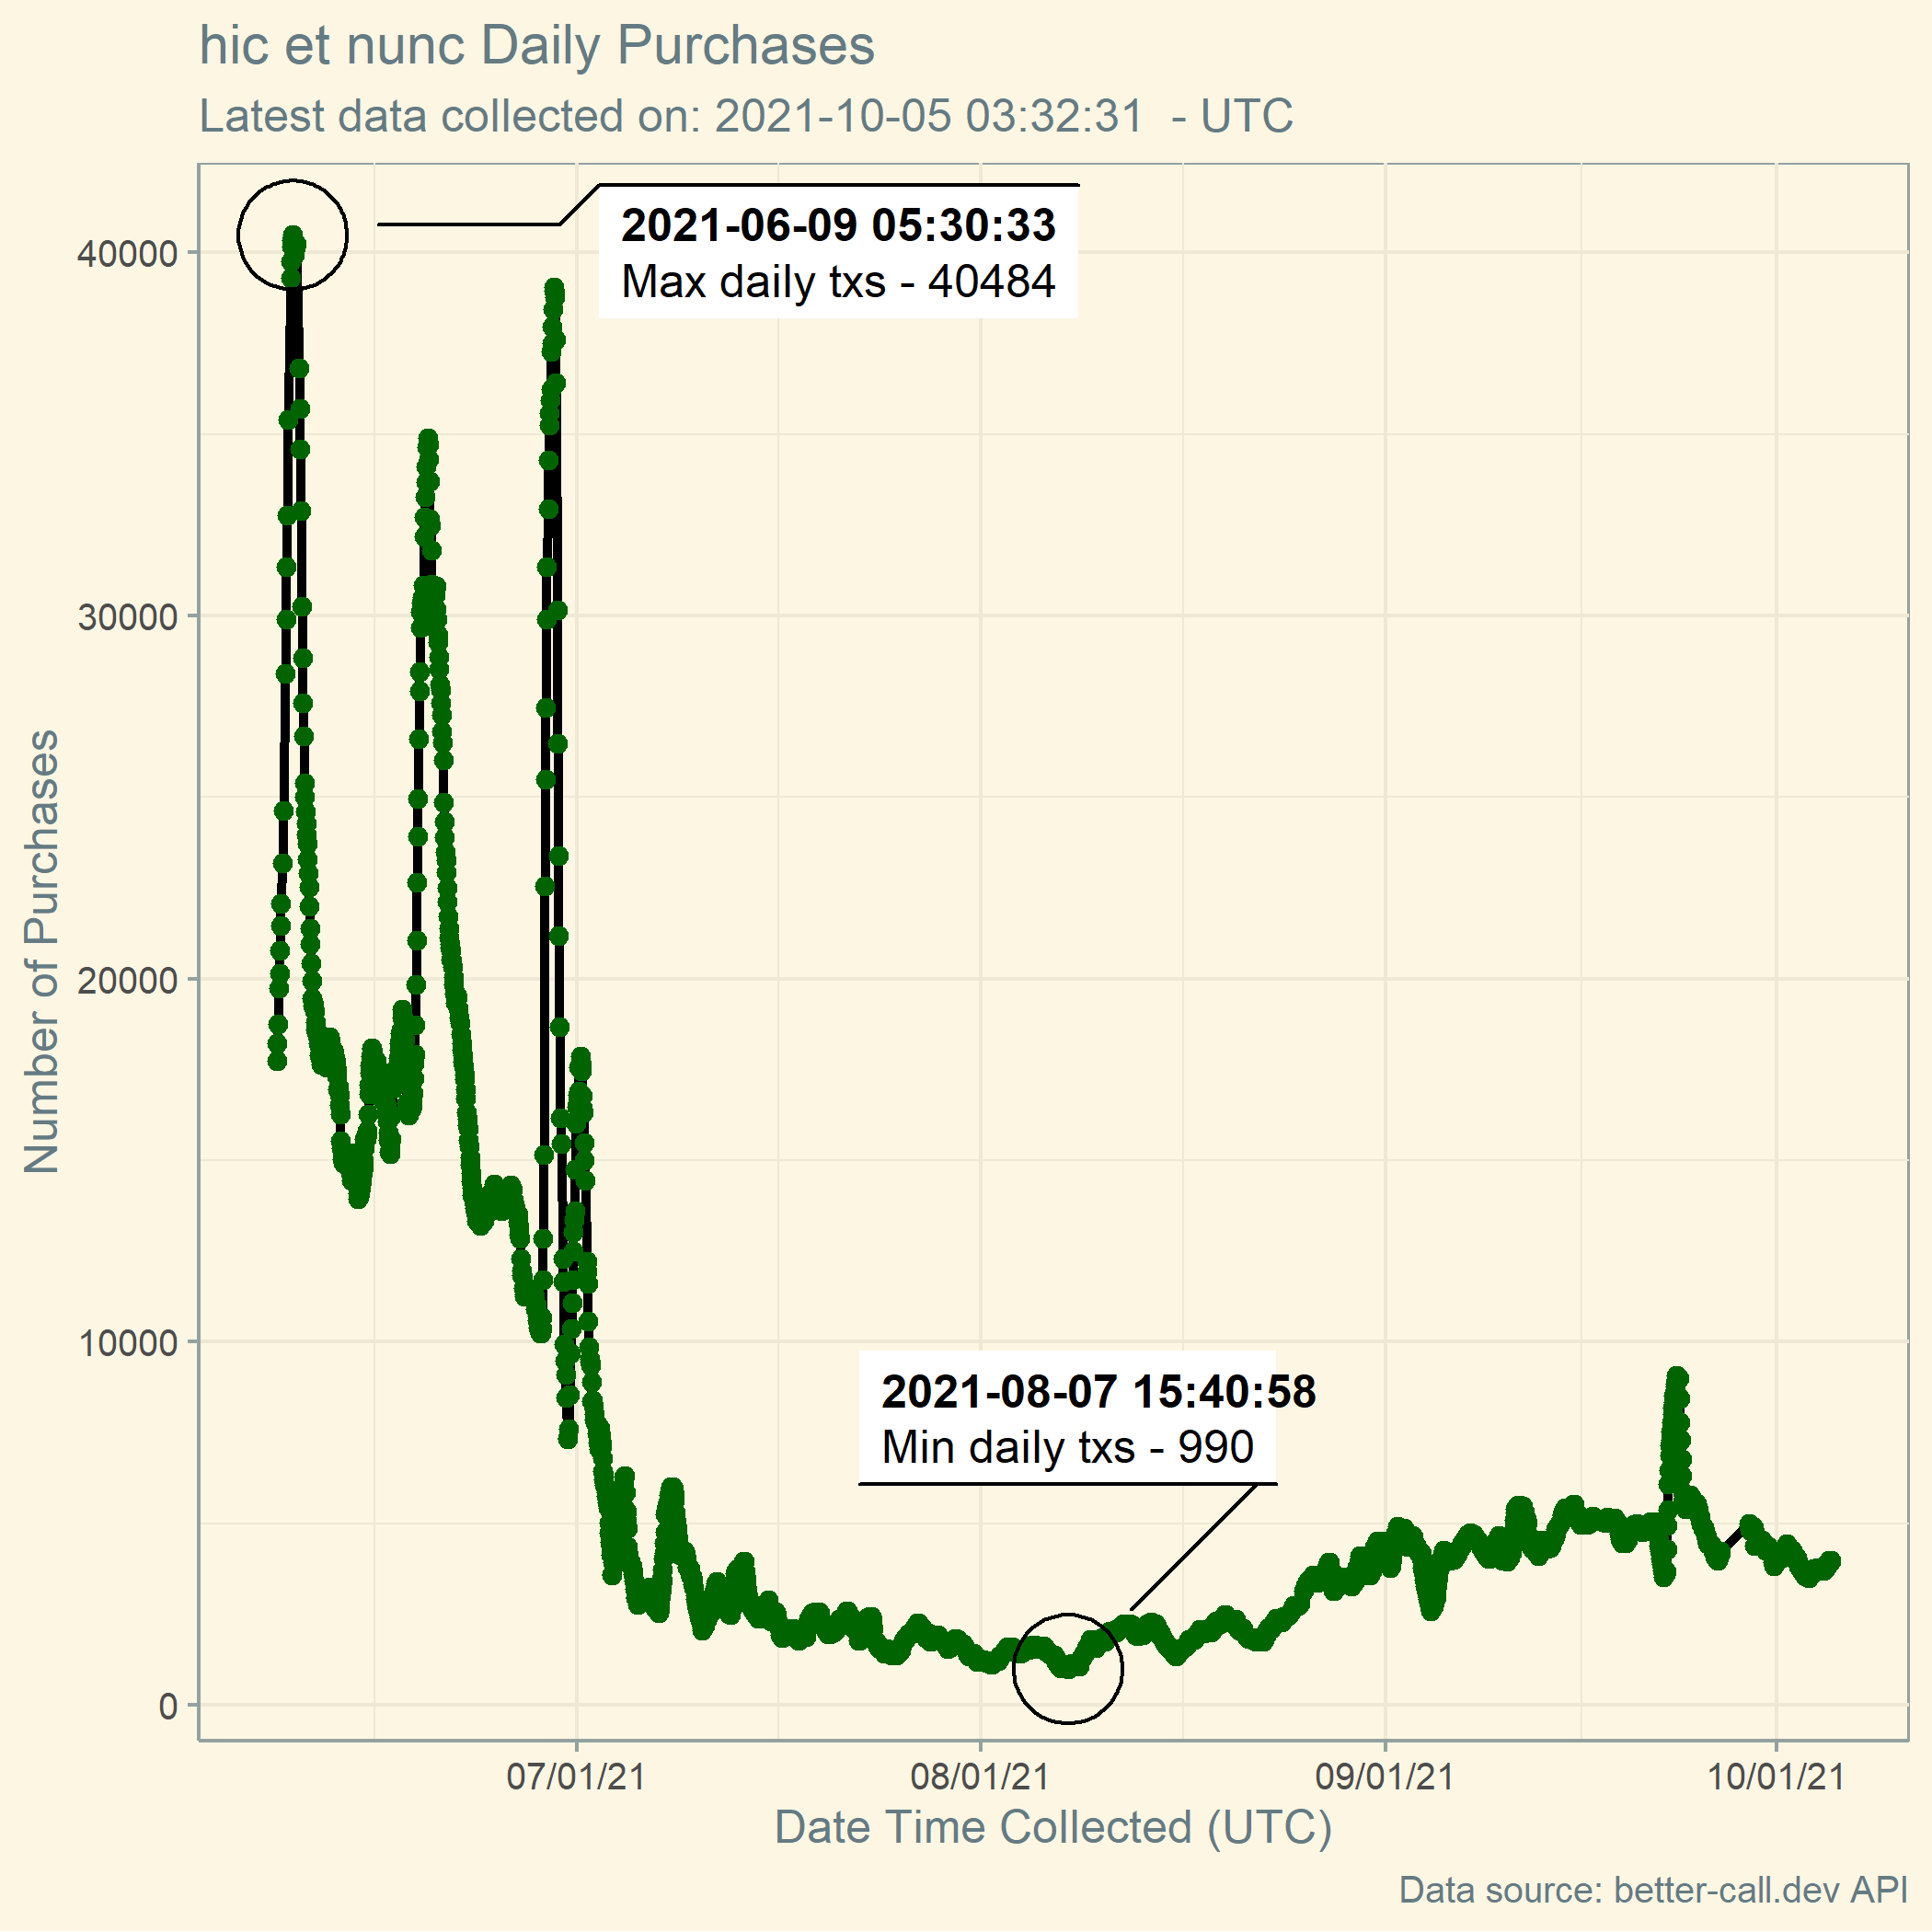 hic et nunc Daily Purchases
Latest data collected on: 2021-10-05 03:32:31  - UTC
2021-06-09 05:30:33
Max daily txs - 40484
40000
30000
20000
10000
0
Number of Purchases
2021-08-07 15:40:58
Min daily txs - 990
07/01/21
08/01/21
09/01/21
10/01/21
Date Time Collected (UTC)
Data source: better-call.dev API